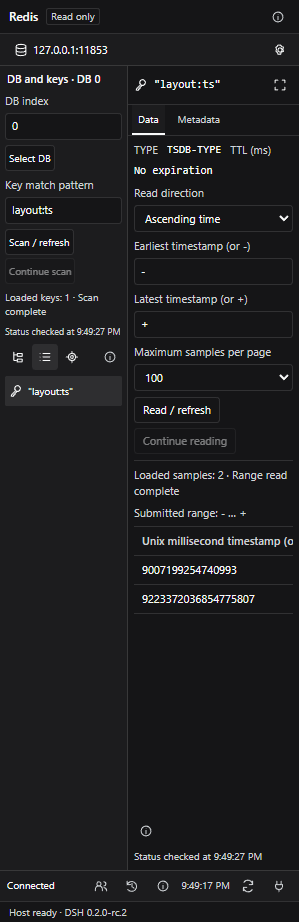 Redis Read only
127.0.0.1:11853
DB and keys · DB 0
DB index
0
Select DB
Key match pattern
layout:ts
Scan / refresh
Continue scan
Loaded keys: 1 · Scan
complete
Status checked at 9:49:27 PM
"layout:ts"
"layout:ts"
Data Metadata
TYPE TSDB-TYPE TTL (ms)
No expiration
Read direction
Ascending time
Earliest timestamp (or -)
-
Latest timestamp (or +)
+
Maximum samples per page
100
Read / refresh
Continue reading
Loaded samples: 2 · Range read
complete
Submitted range: - … +
Unix millisecond timestamp (o
9007199254740993
9223372036854775807
Status checked at 9:49:27 PM
Connected 9:49:17 PM
Host ready · DSH 0.2.0-rc.2